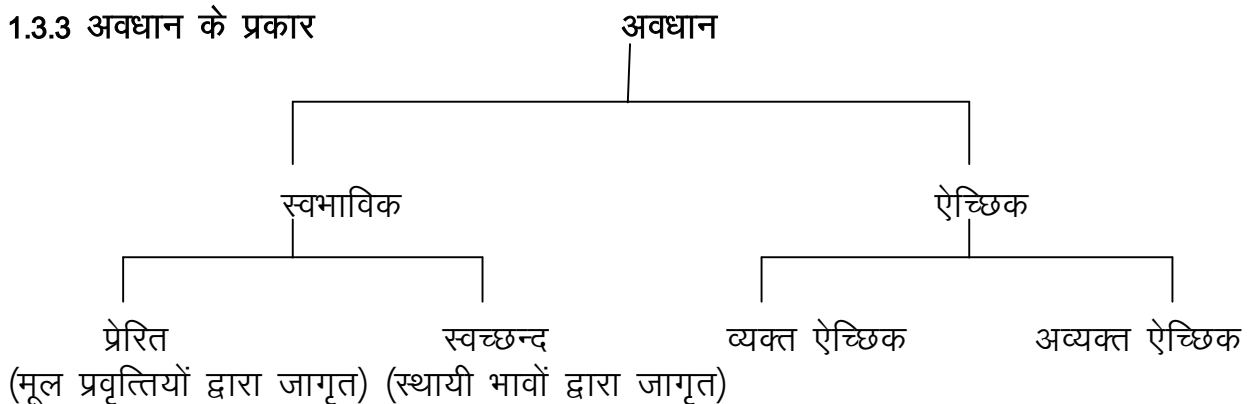 1.3.3 अवधान के प्रकार अवधान
स्वभाविक ऐच्छिक
प्रेरित स्वच्छन्द व्यक्त ऐच्छिक अव्यक्त ऐच्छिक
(मूल प्रवृत्तियों द्वारा जागृत) (स्थायी भावों द्वारा जागृत)